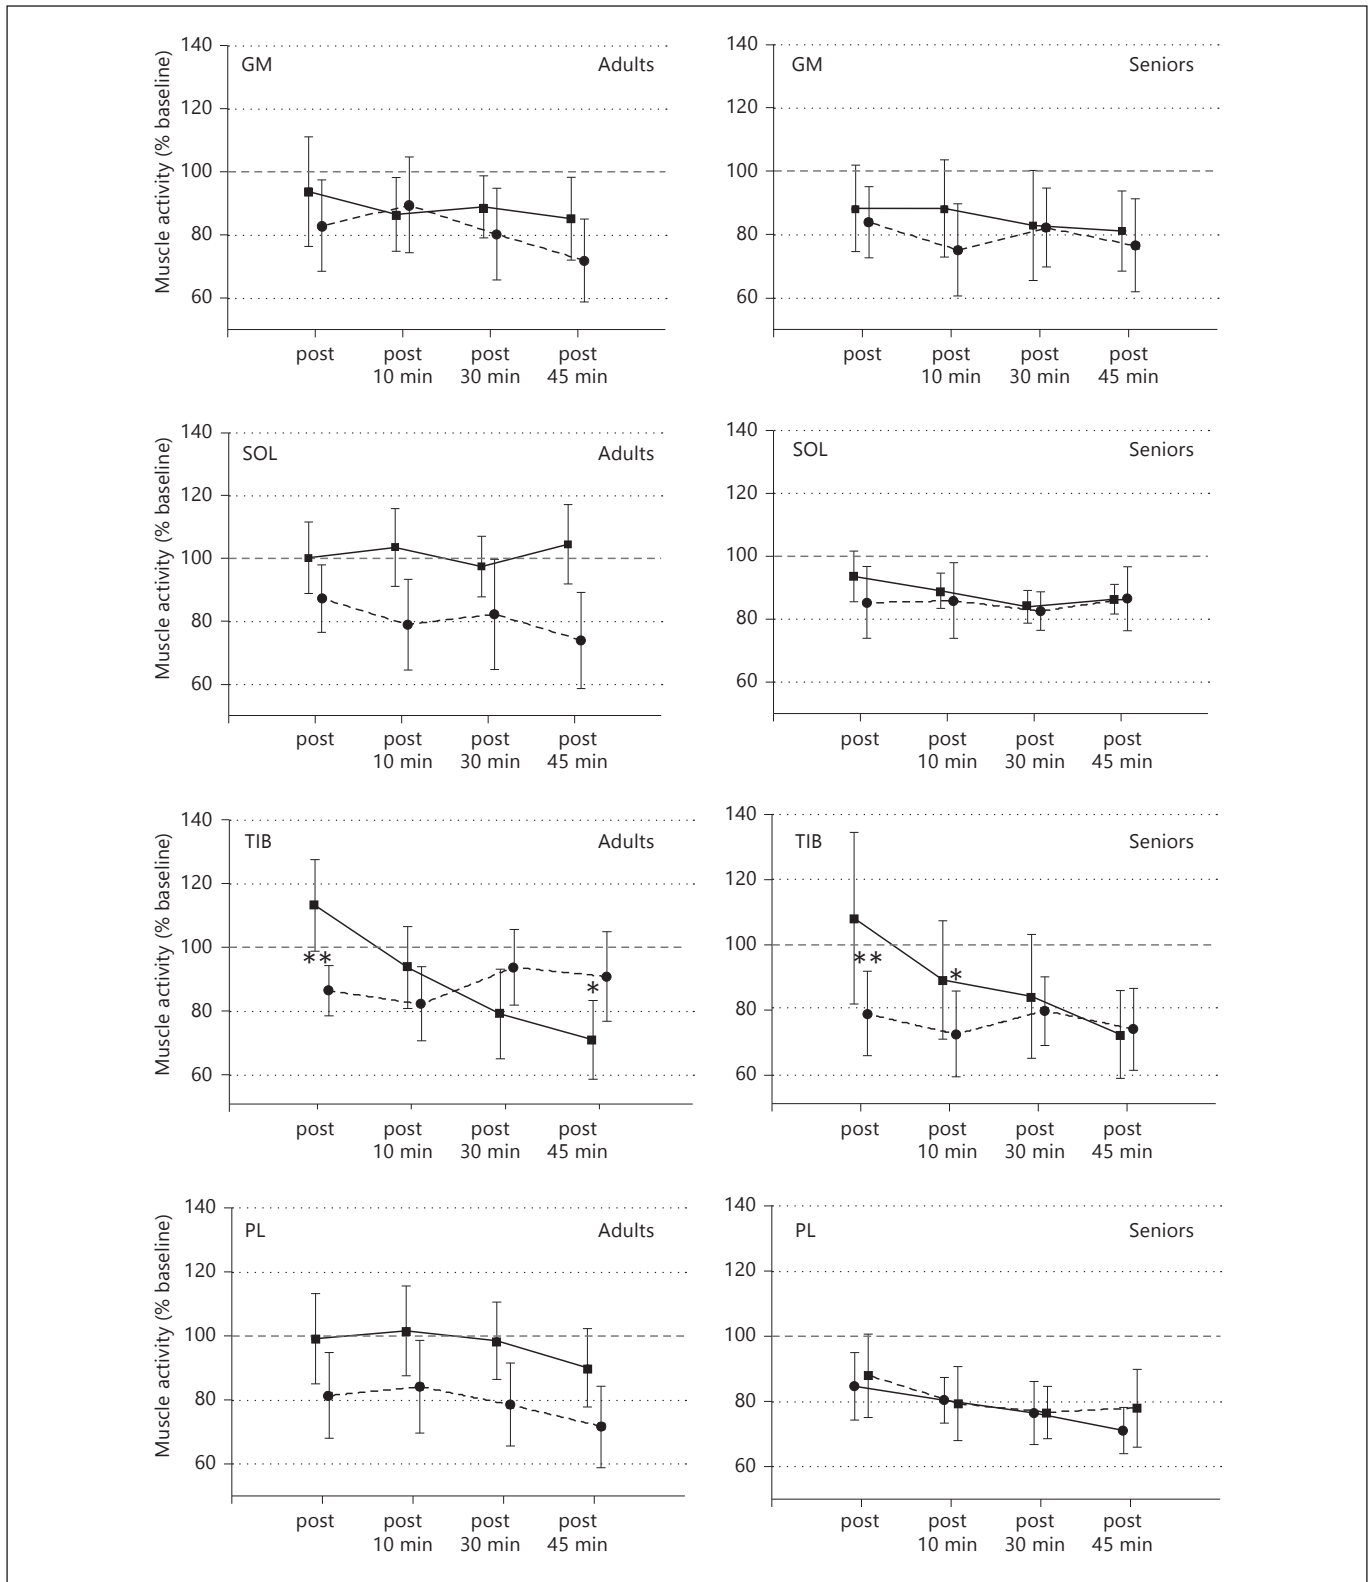 140 GM Adults
120
100
80
60
Muscle activity (% baseline)
post post post post
10 min 30 min 45 min
140 GM Seniors
120
100
80
60
post post post post
10 min 30 min 45 min
140 SOL Adults
120
100
80
60
Muscle activity (% baseline)
post post post post
10 min 30 min 45 min
140 SOL Seniors
120
100
80
60
post post post post
10 min 30 min 45 min
140 TIB Adults
120
100
**
*
80
60
Muscle activity (% baseline)
post post post post
10 min 30 min 45 min
140 TIB Seniors
120
100
**
*
80
60
post post post post
10 min 30 min 45 min
140 PL Adults
120
100
80
60
Muscle activity (% baseline)
post post post post
10 min 30 min 45 min
140 PL Seniors
120
100
80
60
post post post post
10 min 30 min 45 min